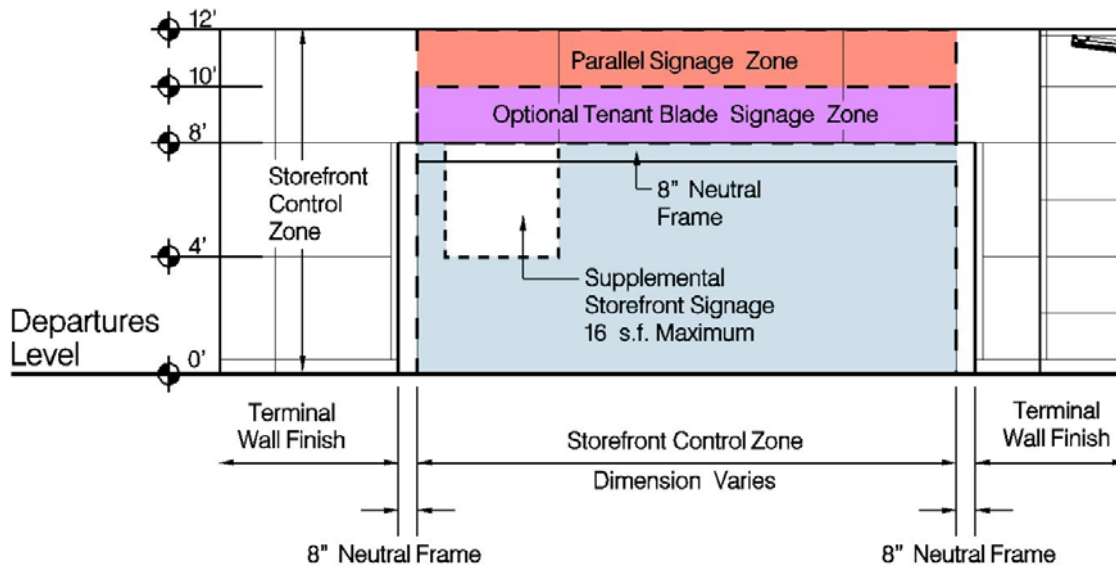 12'
Parallel Signage Zone
10'
Optional Tenant Blade Signage Zone
8'
Storefront
Control
Zone
8" Neutral
Frame
4'
Supplemental
Storefront Signage
16 s.f. Maximum
Departures
Level
0'
Terminal
Wall Finish
Storefront Control Zone
Dimension Varies
Terminal
Wall Finish
8" Neutral Frame
8" Neutral Frame